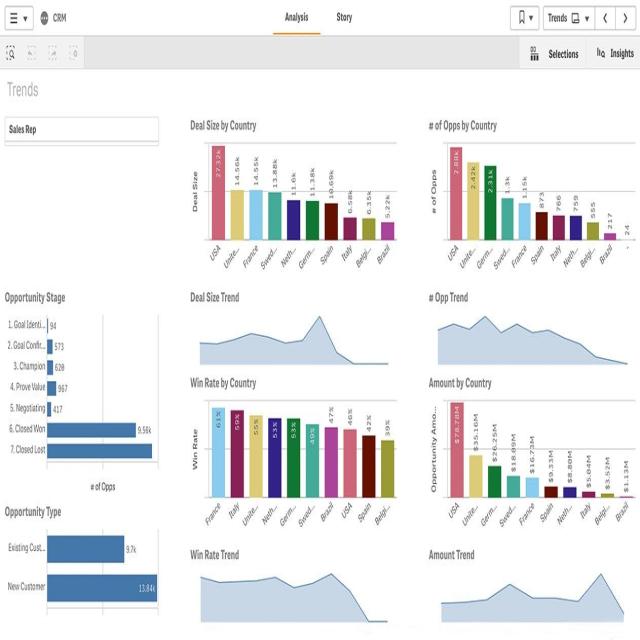 CRM
Analysis
Story
Trends
Selections
Insights
Trends
Sales Rep
Deal Size by Country
Deal Size
27.32k
14.56k
14.55k
13.88k
11.6k
11.38k
10.69k
6.58k
6.35k
5.22k
USA
Unite...
France
Swed...
Neth...
Germ...
Spain
Italy
Belgi...
Brazil
# of Opps by Country
# of Opps
2.88k
2.42k
2.31k
1.3k
1.15k
873
766
759
555
217
24
USA
Unite...
Germ...
Swed...
France
Spain
Italy
Neth...
Belgi...
Brazil
-
Opportunity Stage
1. Goal Identi... 94
2. Goal Confir... 573
3. Champion 620
4. Prove Value 967
5. Negotiating 417
6. Closed Won 9.56k
7. Closed Lost
# of Opps
Deal Size Trend
# Opp Trend
Win Rate by Country
Win Rate
61%
59%
55%
53%
53%
49%
47%
46%
42%
39%
France
Italy
Unite...
Neth...
Germ...
Swed...
Brazil
USA
Spain
Belgi...
Amount by Country
Opportunity Amo...
$78.78M
$35.16M
$26.25M
$18.09M
$16.73M
$9.33M
$8.80M
$5.04M
$3.52M
$1.13M
USA
Unite...
Germ...
Swed...
France
Spain
Neth...
Italy
Belgi...
Brazil
Opportunity Type
Existing Cust... 9.7k
New Customer 13.84k
Win Rate Trend
Amount Trend